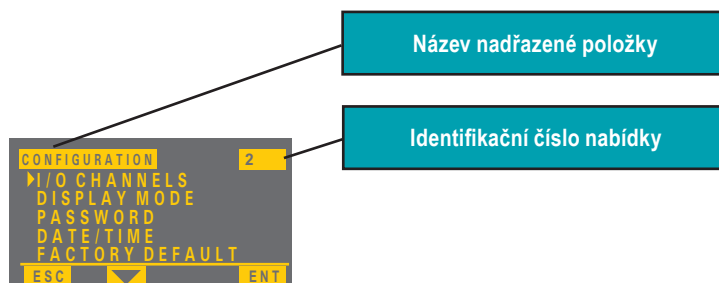 Název nadřazené položky
Identifikační číslo nabídky
CONFIGURATION 2
I/O CHANNELS
DISPLAY MODE
PASSWORD
DATE/TIME
FACTORY DEFAULT
ESC ENT